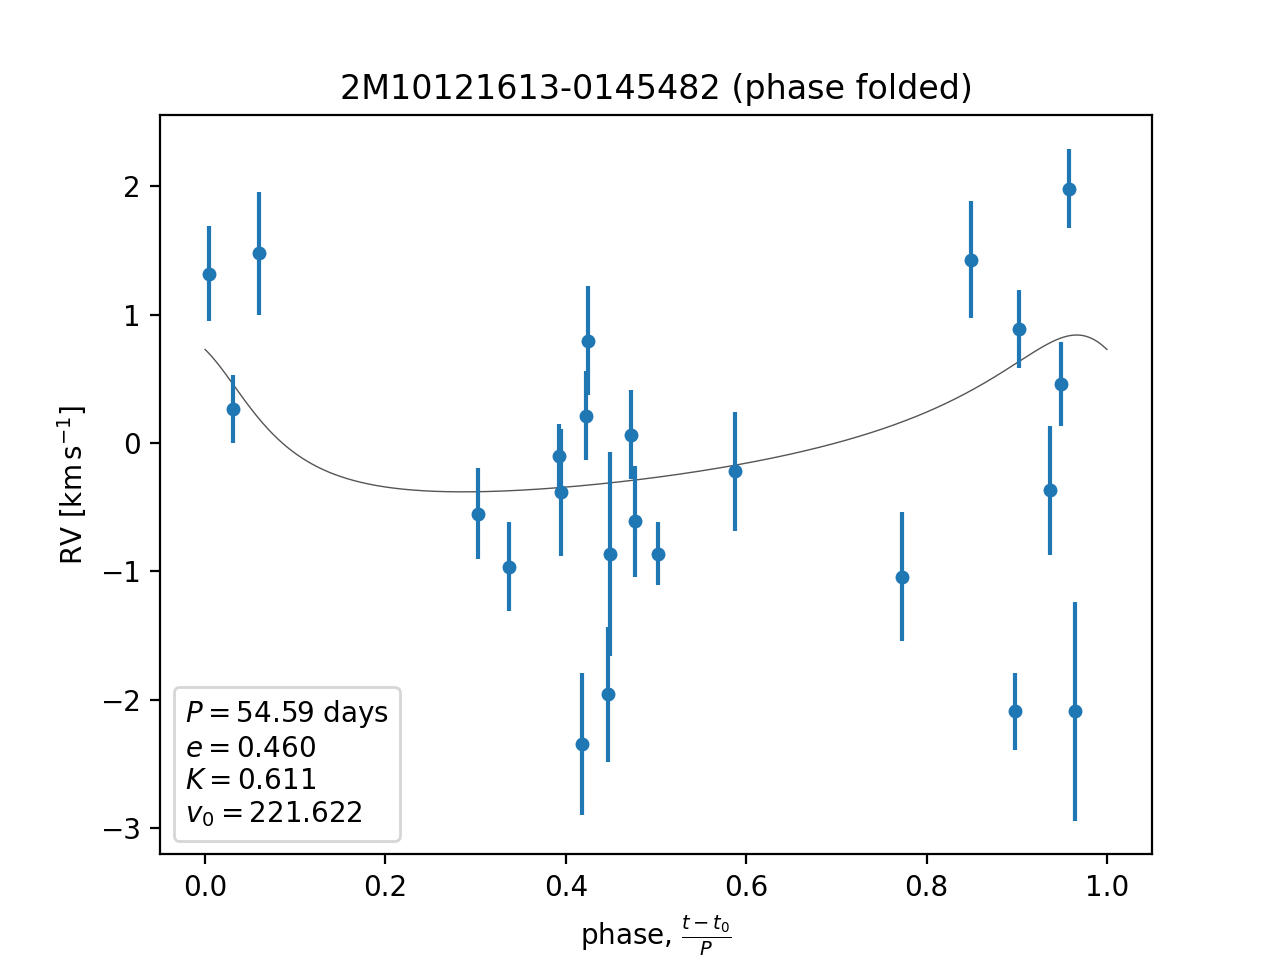 2M10121613-0145482 (phase folded)
2
1
0
−1
−2
−3
RV [km s⁻¹]
P = 54.59 days
e = 0.460
K = 0.611
v₀ = 221.622
0.0 0.2 0.4 0.6 0.8 1.0
phase, (t − t₀)/P